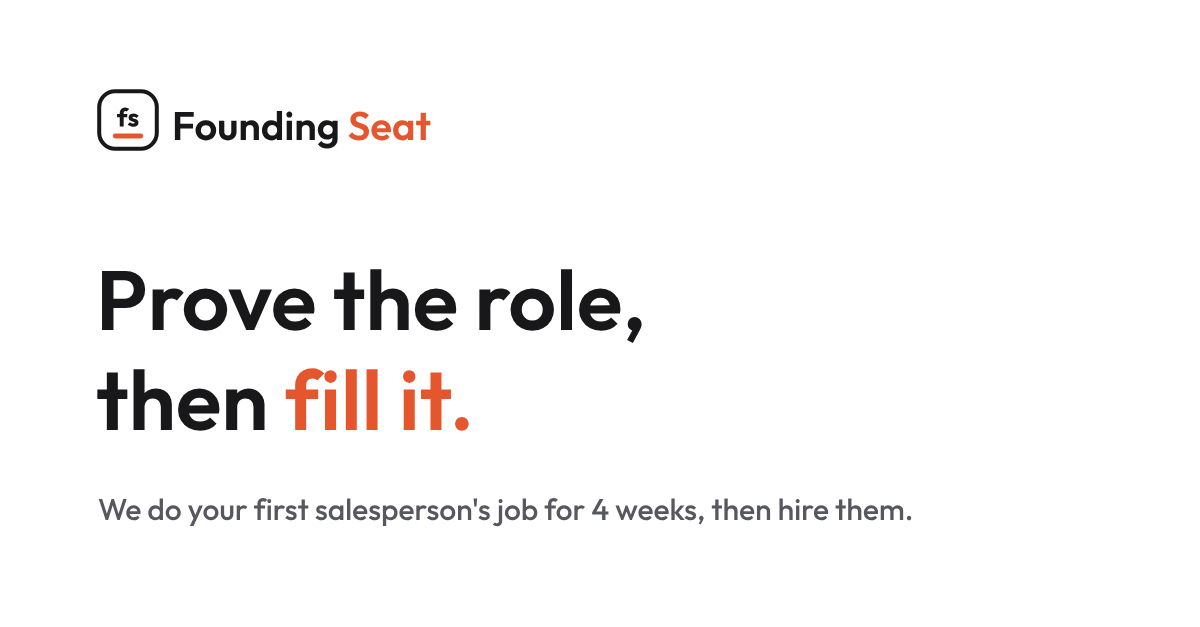 fs
Founding Seat
Prove the role,
then fill it.
We do your first salesperson's job for 4 weeks, then hire them.